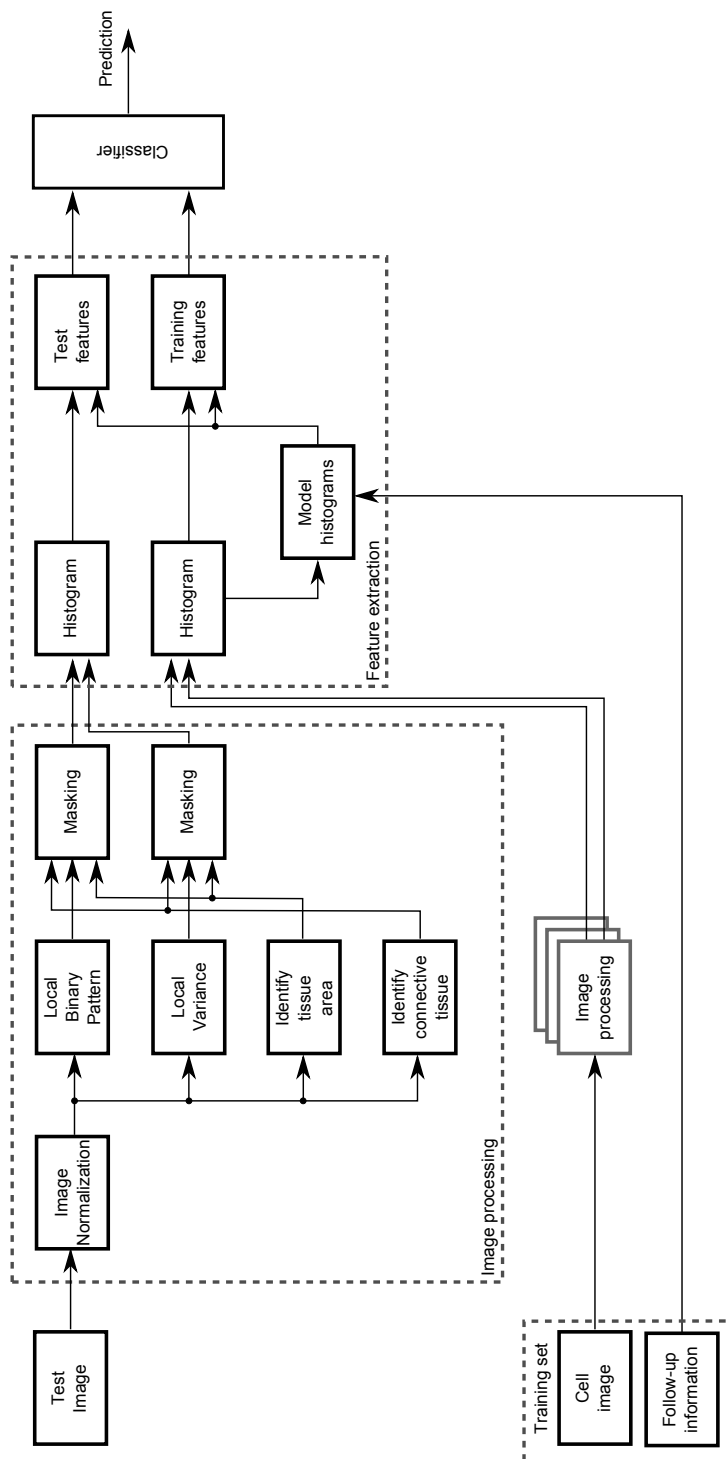 Test
Image
Image
Normalization
Local
Binary
Pattern
Local
Variance
Identify
tissue
area
Identify
connective
tissue
Masking
Masking
Image processing
Histogram
Histogram
Model
histograms
Test
features
Training
features
Feature extraction
Classifier
Prediction
Training set
Cell
image
Follow-up
information
Image
processing